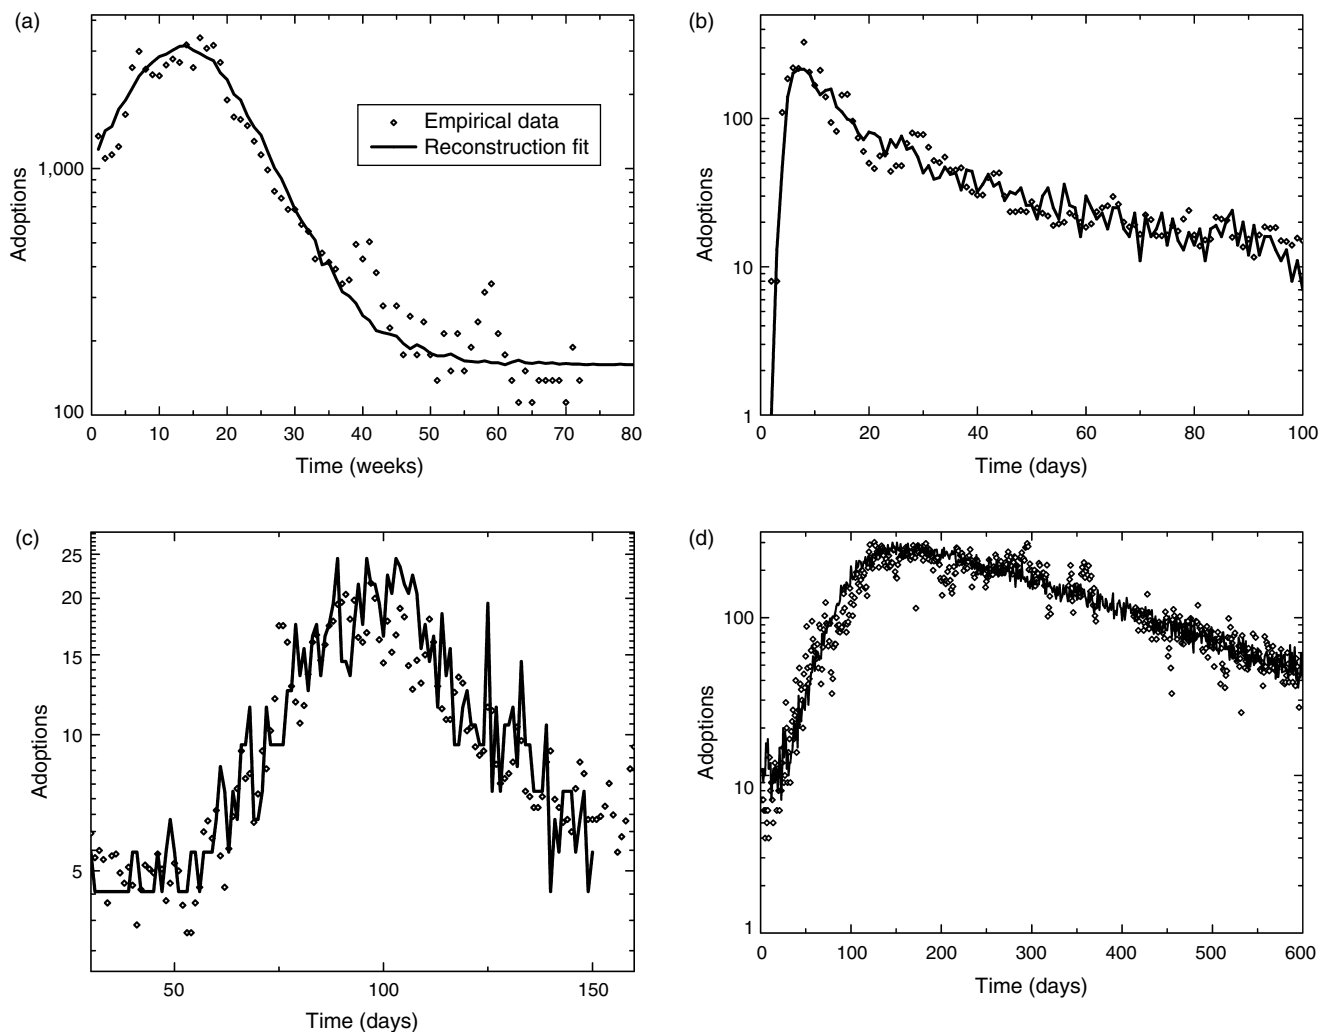 (a)
1,000
100
Adoptions
0 10 20 30 40 50 60 70 80
Time (weeks)
Empirical data
Reconstruction fit
(b)
100
10
1
Adoptions
0 20 40 60 80 100
Time (days)
(c)
25
20
15
10
5
Adoptions
50 100 150
Time (days)
(d)
100
10
1
Adoptions
0 100 200 300 400 500 600
Time (days)